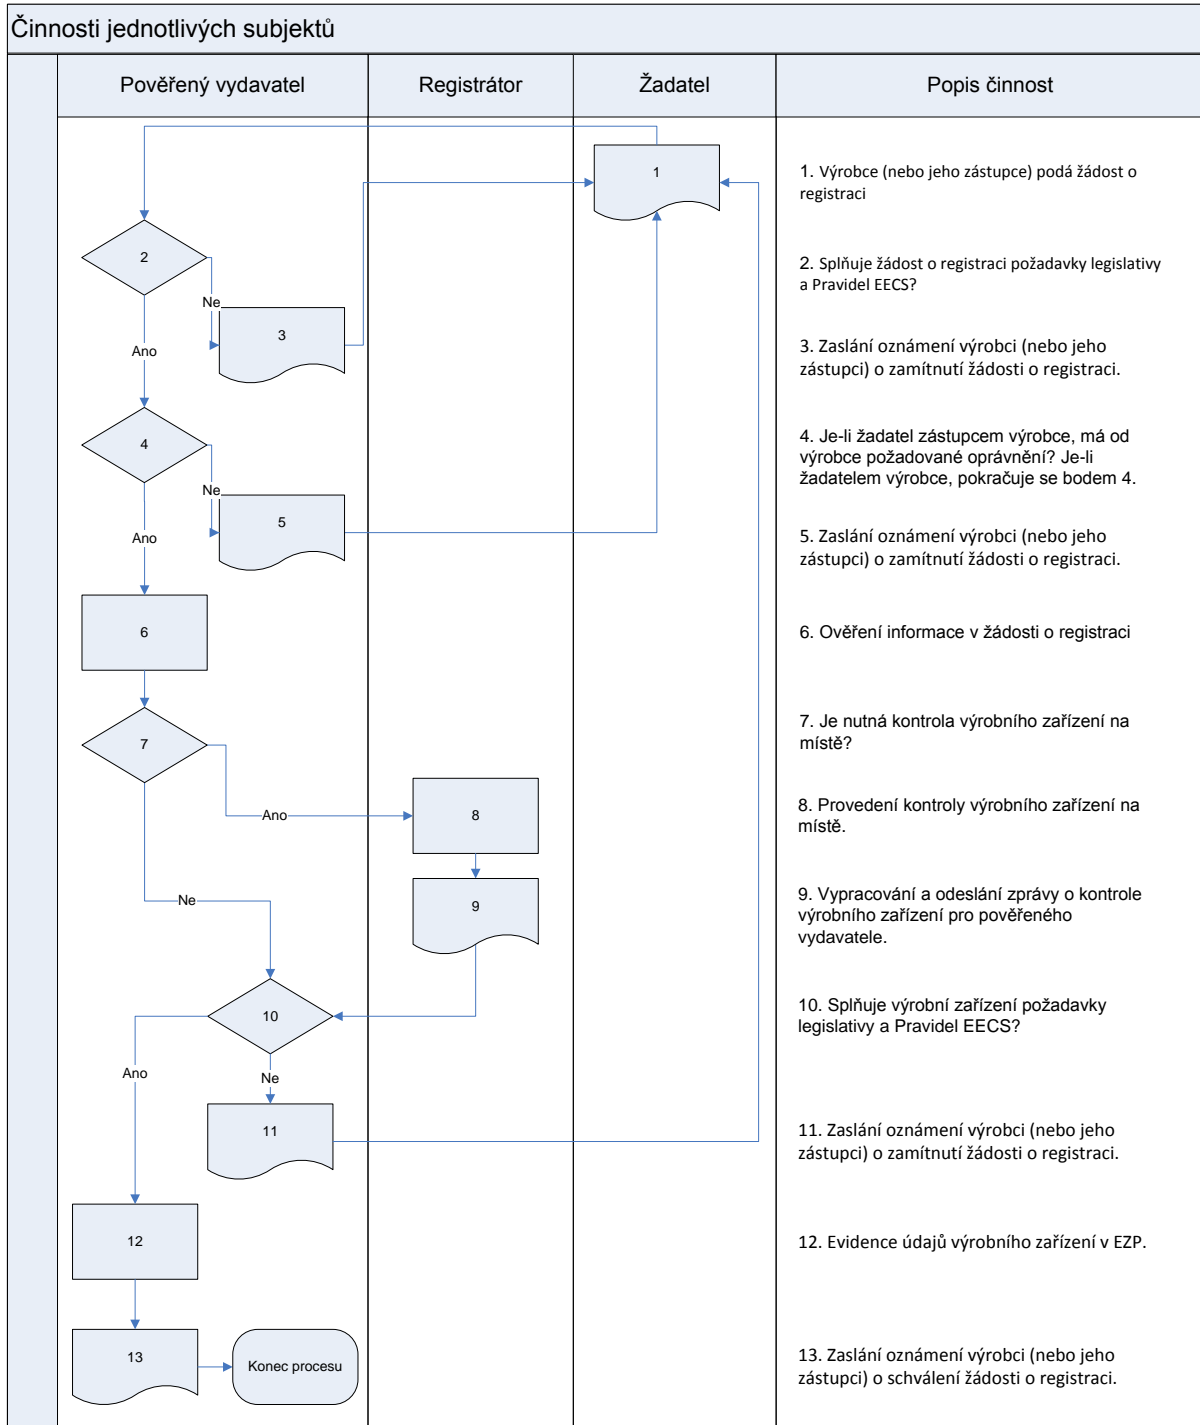 Činnosti jednotlivých subjektů
Pověřený vydavatel
Registrátor
Žadatel
Popis činnost
1
1. Výrobce (nebo jeho zástupce) podá žádost o
registraci
2
2. Splňuje žádost o registraci požadavky legislativy
a Pravidel EECS?
Ne
3
Ano
3. Zaslání oznámení výrobci (nebo jeho
zástupci) o zamítnutí žádosti o registraci.
4
4. Je-li žadatel zástupcem výrobce, má od
výrobce požadované oprávnění? Je-li
žadatelem výrobce, pokračuje se bodem 4.
Ne
5
Ano
5. Zaslání oznámení výrobci (nebo jeho
zástupci) o zamítnutí žádosti o registraci.
6
6. Ověření informace v žádosti o registraci
7
7. Je nutná kontrola výrobního zařízení na
místě?
Ano
8
8. Provedení kontroly výrobního zařízení na
místě.
Ne
9
9. Vypracování a odeslání zprávy o kontrole
výrobního zařízení pro pověřeného
vydavatele.
10
10. Splňuje výrobní zařízení požadavky
legislativy a Pravidel EECS?
Ano
Ne
11
11. Zaslání oznámení výrobci (nebo jeho
zástupci) o zamítnutí žádosti o registraci.
12
12. Evidence údajů výrobního zařízení v EZP.
13
Konec procesu
13. Zaslání oznámení výrobci (nebo jeho
zástupci) o schválení žádosti o registraci.